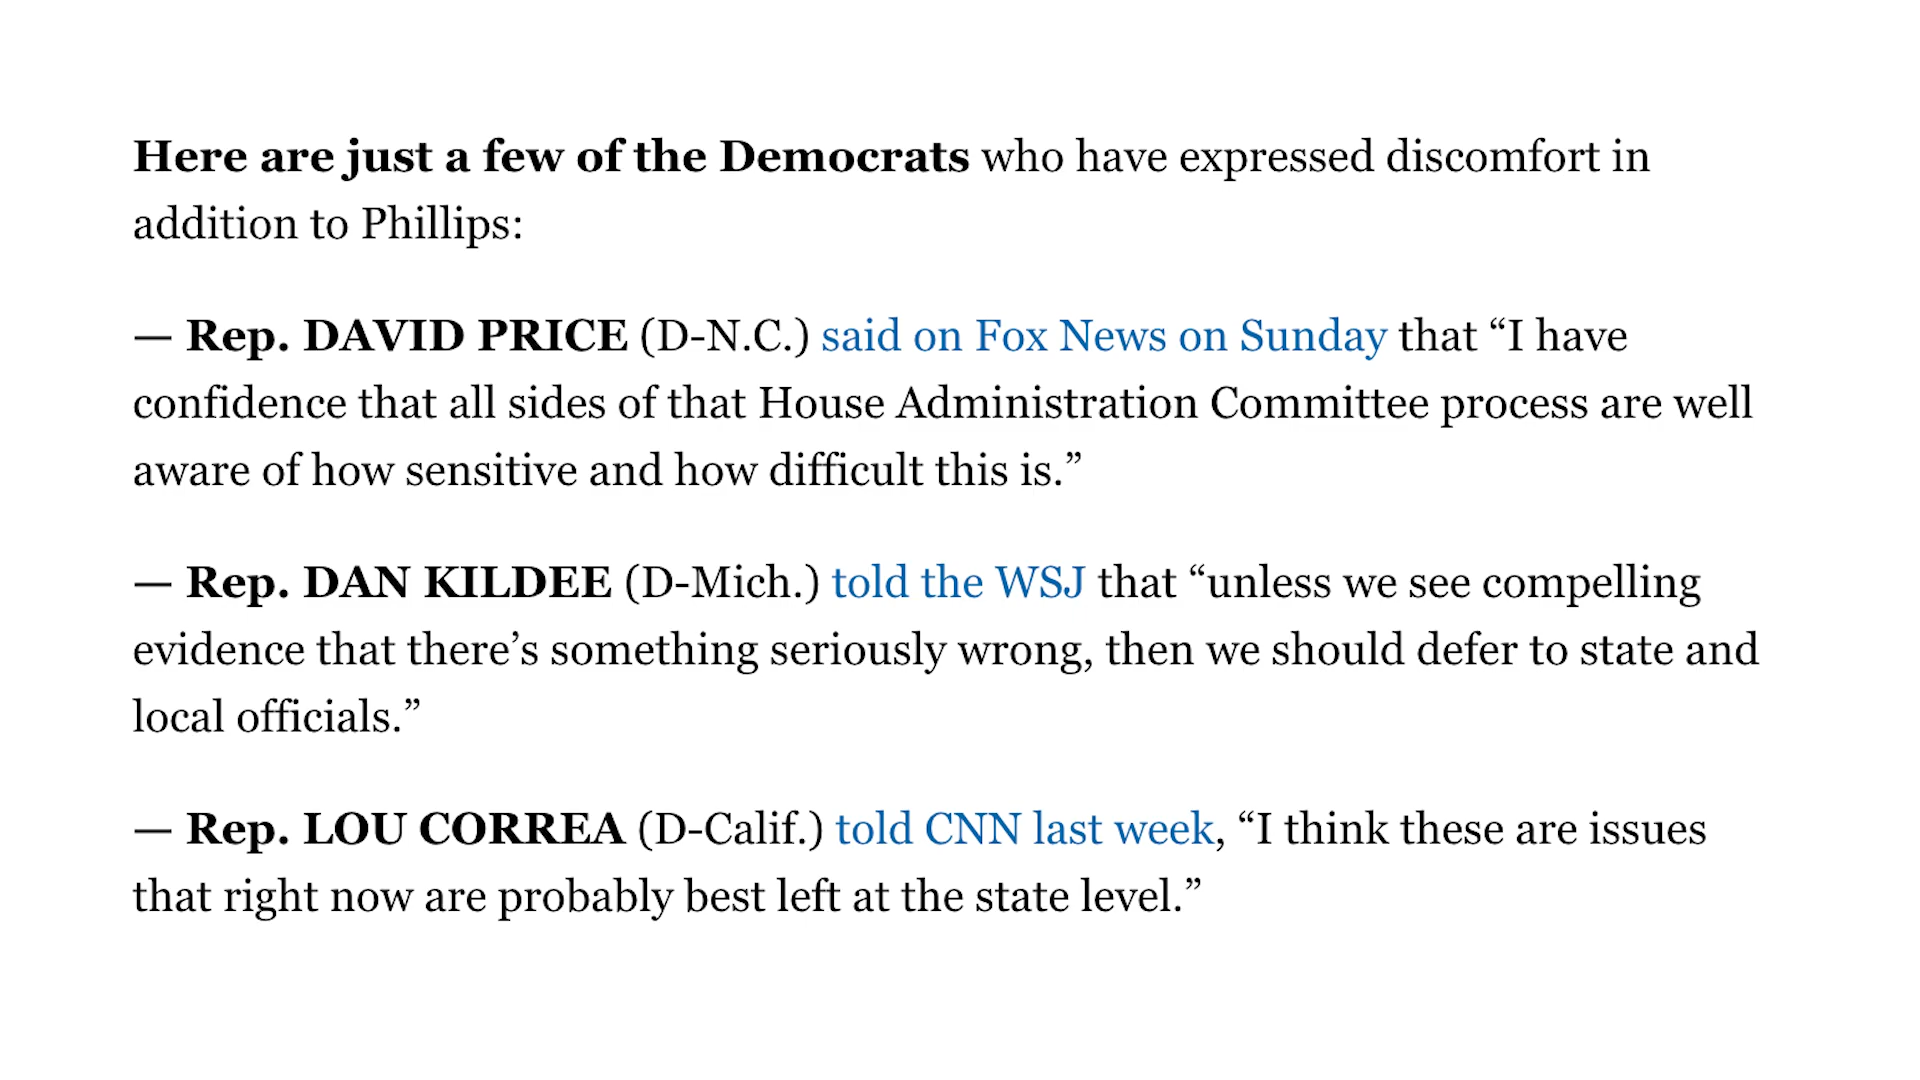 Here are just a few of the Democrats who have expressed discomfort in
addition to Phillips:
— Rep. DAVID PRICE (D-N.C.) said on Fox News on Sunday that “I have
confidence that all sides of that House Administration Committee process are well
aware of how sensitive and how difficult this is.”
— Rep. DAN KILDEE (D-Mich.) told the WSJ that “unless we see compelling
evidence that there’s something seriously wrong, then we should defer to state and
local officials.”
— Rep. LOU CORREA (D-Calif.) told CNN last week, “I think these are issues
that right now are probably best left at the state level.”